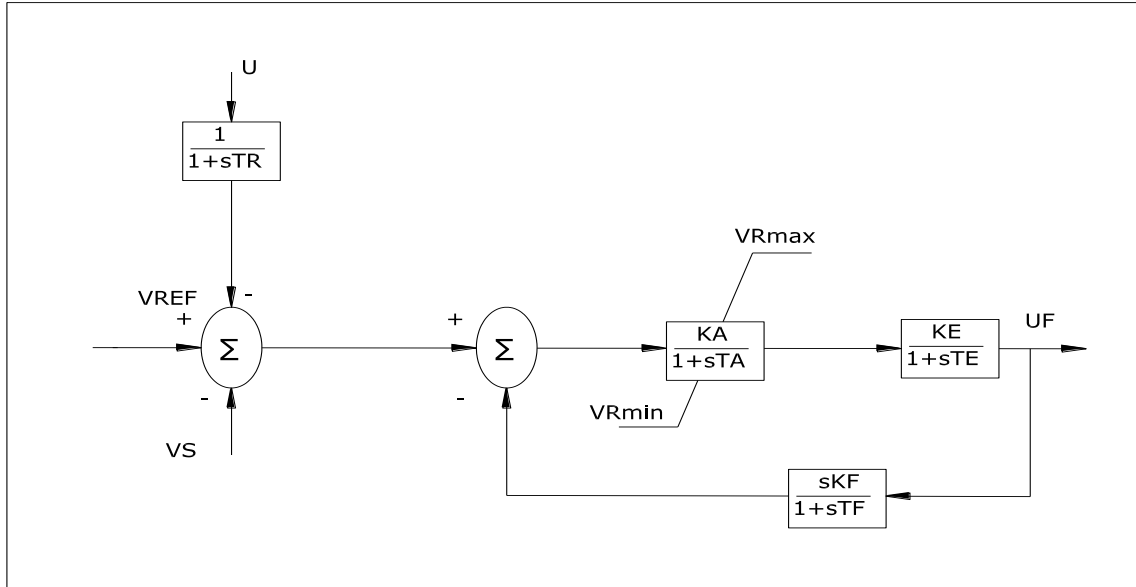 U
1
1+sTR
VREF
-
+
Σ
-
VS
+
Σ
-
VRmax
KA
1+sTA
VRmin
KE
1+sTE
UF
sKF
1+sTF